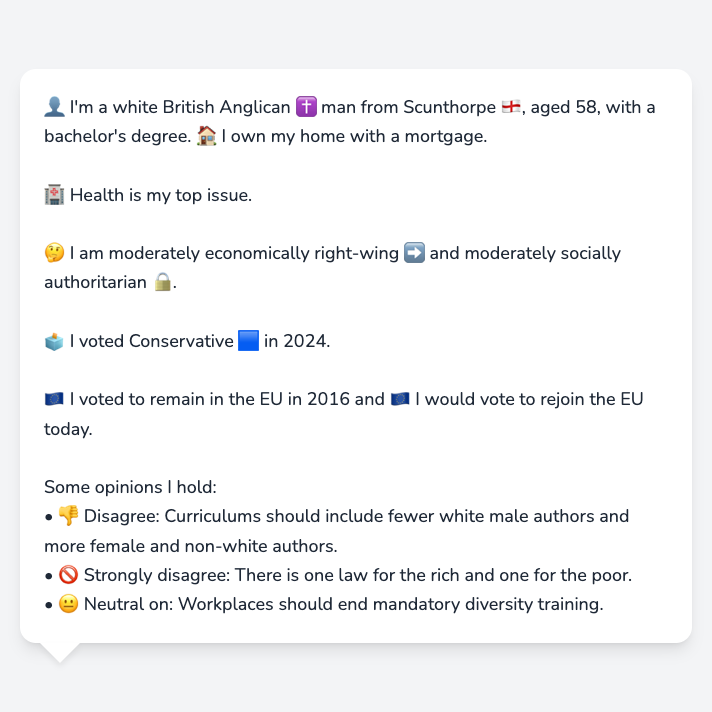 👤 I'm a white British Anglican ✝️ man from Scunthorpe 🏴󠁧󠁢󠁥󠁮󠁧󠁿, aged 58, with a
bachelor's degree. 🏠 I own my home with a mortgage.
🏥 Health is my top issue.
🤔 I am moderately economically right-wing ➡️ and moderately socially
authoritarian 🔒.
🗳️ I voted Conservative 🟦 in 2024.
🇪🇺 I voted to remain in the EU in 2016 and 🇪🇺 I would vote to rejoin the EU
today.
Some opinions I hold:
• 👎 Disagree: Curriculums should include fewer white male authors and
more female and non-white authors.
• 🚫 Strongly disagree: There is one law for the rich and one for the poor.
• 😐 Neutral on: Workplaces should end mandatory diversity training.